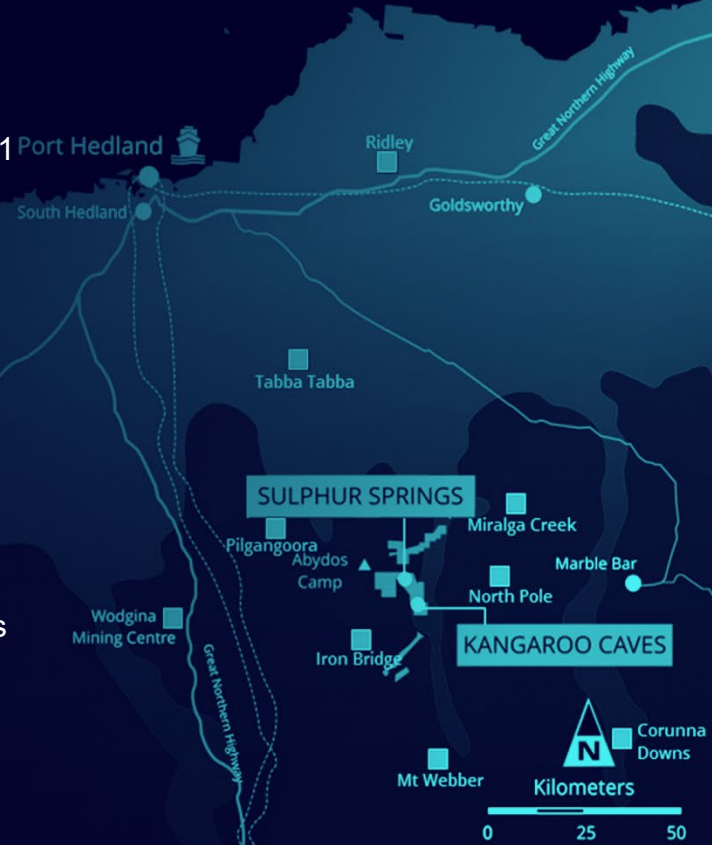 Great Northern Highway
1
Port Hedland
Ridley
South Hedland
Goldsworthy
Tabba Tabba
SULPHUR SPRINGS
Miralga Creek
Pilgangoora
Abydos
Camp
Marble Bar
North Pole
s
Wodgina
Mining Centre
KANGAROO CAVES
Iron Bridge
Great Northern Highway
N
Corunna
Downs
Mt Webber
Kilometers
0 25 50